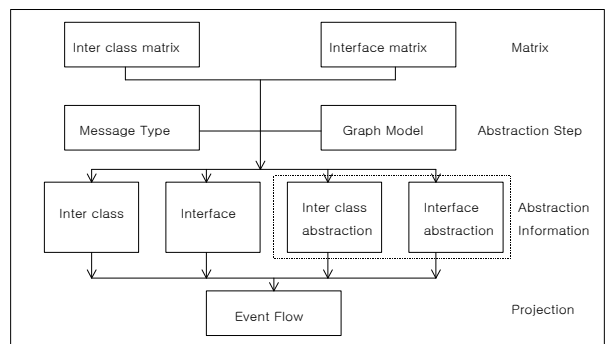 Inter class matrix
Interface matrix
Matrix
Message Type
Graph Model
Abstraction Step
Inter class
Interface
Inter class
abstraction
Interface
abstraction
Abstraction
Information
Event Flow
Projection